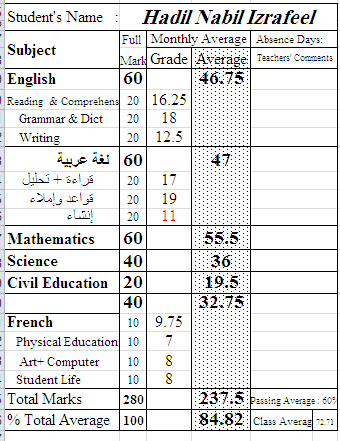 Student's Name : Hadil Nabil Izrafeel
Subject Full Mark Monthly Average Absence Days:
Grade Average Teachers' Comments
English 60 46.75
Reading & Comprehens 20 16.25
Grammar & Dict 20 18
Writing 20 12.5
لغة عربية 60 47
قراءة + تحليل 20 17
قواعد وإملاء 20 19
إنشاء 20 11
Mathematics 60 55.5
Science 40 36
Civil Education 20 19.5
40 32.75
French 10 9.75
Physical Education 10 7
Art+ Computer 10 8
Student Life 10 8
Total Marks 280 237.5 Passing Average : 60%
% Total Average 100 84.82 Class Averag 72.71